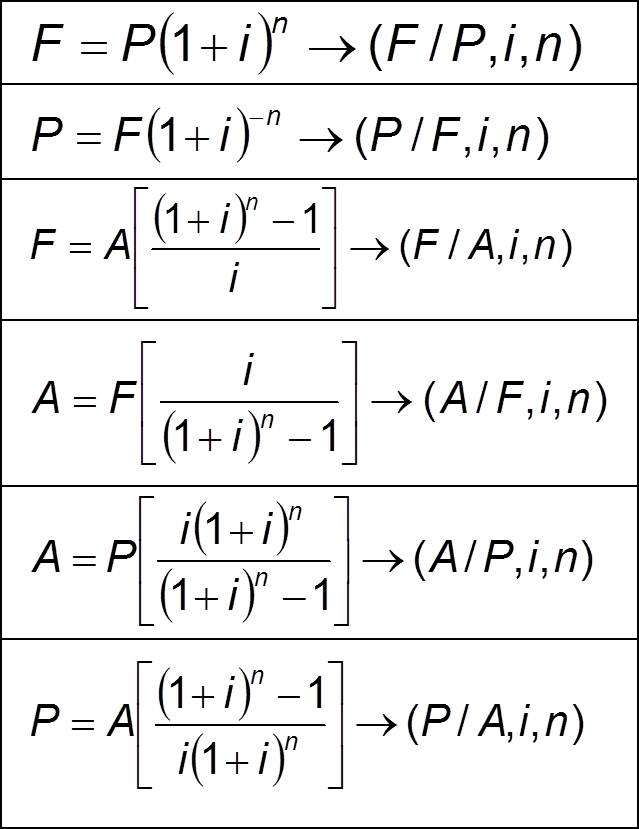 F = P(1+i)^n → (F / P,i,n)
P = F(1+i)^−n → (P / F,i,n)
F = A[((1+i)^n − 1)/i] → (F / A,i,n)
A = F[i/((1+i)^n − 1)] → (A / F,i,n)
A = P[i(1+i)^n/((1+i)^n − 1)] → (A / P,i,n)
P = A[((1+i)^n − 1)/(i(1+i)^n)] → (P / A,i,n)